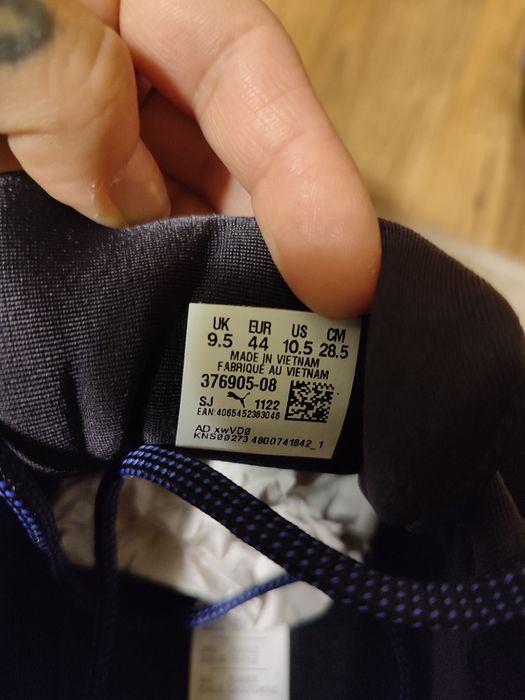 UK EUR US CM
9.5 44 10.5 28.5
MADE IN VIETNAM
FABRIQUÉ AU VIETNAM
376905-08
SJ 1122
EAN 4065452383046
AD xwVD0
KNS00273 4800741842_1